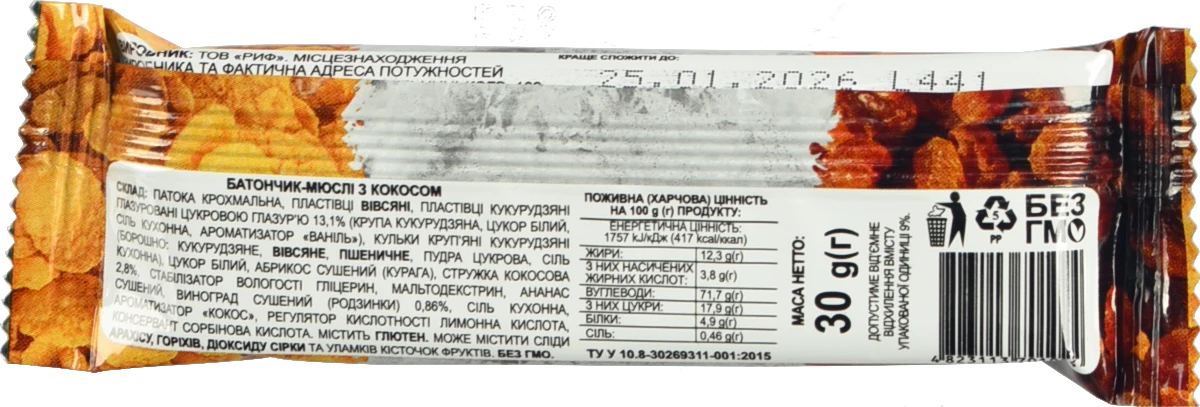 ВИРОБНИК: ТОВ «РИФ». МІСЦЕЗНАХОДЖЕННЯ
ТА ФАКТИЧНА АДРЕСА ПОТУЖНОСТЕЙ
КРАЩЕ СПОЖИТИ ДО:
25.01.2026 L441
БАТОНЧИК-МЮСЛІ З КОКОСОМ
СКЛАД: ПАТОКА КРОХМАЛЬНА, ПЛАСТІВЦІ ВІВСЯНІ, ПЛАСТІВЦІ КУКУРУДЗЯНІ
ГЛАЗУРОВАНІ ЦУКРОВОЮ ГЛАЗУР'Ю 13,1% (КРУПА КУКУРУДЗЯНА, ЦУКОР БІЛИЙ,
СІЛЬ КУХОННА, АРОМАТИЗАТОР «ВАНІЛЬ»), КУЛЬКИ КРУП'ЯНІ КУКУРУДЗЯНІ
(БОРОШНО: КУКУРУДЗЯНЕ, ВІВСЯНЕ, ПШЕНИЧНЕ, ПУДРА ЦУКРОВА, СІЛЬ
КУХОННА), ЦУКОР БІЛИЙ, АБРИКОС СУШЕНИЙ (КУРАГА), СТРУЖКА КОКОСОВА
2,8%, СТАБІЛІЗАТОР ВОЛОГОСТІ ГЛІЦЕРИН, МАЛЬТОДЕКСТРИН, АНАНАС
СУШЕНИЙ, ВИНОГРАД СУШЕНИЙ (РОДЗИНКИ) 0,86%, СІЛЬ КУХОННА,
АРОМАТИЗАТОР «КОКОС», РЕГУЛЯТОР КИСЛОТНОСТІ ЛИМОННА КИСЛОТА,
КОНСЕРВАНТ СОРБІНОВА КИСЛОТА. МІСТИТЬ ГЛЮТЕН. МОЖЕ МІСТИТИ СЛІДИ
АРАХІСУ, ГОРІХІВ, ДІОКСИДУ СІРКИ ТА УЛАМКІВ КІСТОЧОК ФРУКТІВ. БЕЗ ГМО.
ПОЖИВНА (ХАРЧОВА) ЦІННІСТЬ
НА 100 g (г) ПРОДУКТУ:
ЕНЕРГЕТИЧНА ЦІННІСТЬ:
1757 kJ/кДж (417 kcal/ккал)
ЖИРИ: 12,3 g(г)
З НИХ НАСИЧЕНИХ
ЖИРНИХ КИСЛОТ: 3,8 g(г)
ВУГЛЕВОДИ: 71,7 g(г)
З НИХ ЦУКРИ: 17,9 g(г)
БІЛКИ: 4,9 g(г)
СІЛЬ: 0,46 g(г)
ТУ У 10.8-30269311-001:2015
МАСА НЕТТО:
30 g(г)
ДОПУСТИМЕ ВІД'ЄМНЕ
ВІДХИЛЕННЯ ВМІСТУ
УПАКОВАНОЇ ОДИНИЦІ 9%.
5
PP
БЕЗ
ГМО